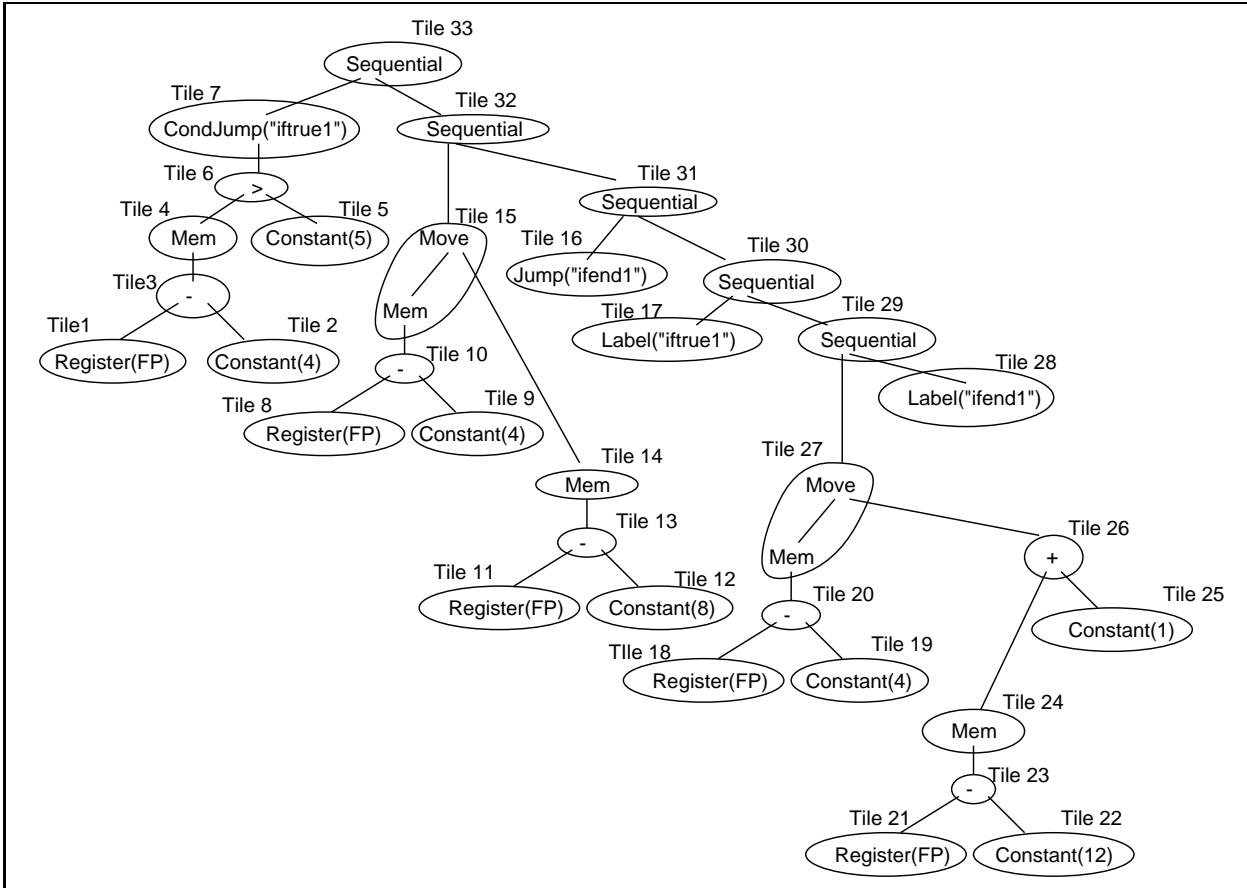 Tile 33
Sequential
Tile 7
Tile 32
CondJump("iftrue1")
Sequential
Tile 6
>
Tile 31
Sequential
Tile 4
Tile 5
Tile 15
Mem
Constant(5)
Move
Tile 16
Tile 30
Jump("ifend1")
Sequential
Tile3
-
Mem
Tile 17
Tile 29
Label("iftrue1")
Sequential
Tile1
Tile 2
Register(FP)
Constant(4)
Tile 10
-
Tile 28
Label("ifend1")
Tile 8
Tile 9
Register(FP)
Constant(4)
Tile 14
Mem
Tile 27
Move
Tile 13
-
Tile 26
+
Mem
Tile 11
Tile 12
Register(FP)
Constant(8)
Tile 20
-
Tile 25
Constant(1)
TIle 18
Tile 19
Register(FP)
Constant(4)
Tile 24
Mem
Tile 23
-
Tile 21
Tile 22
Register(FP)
Constant(12)